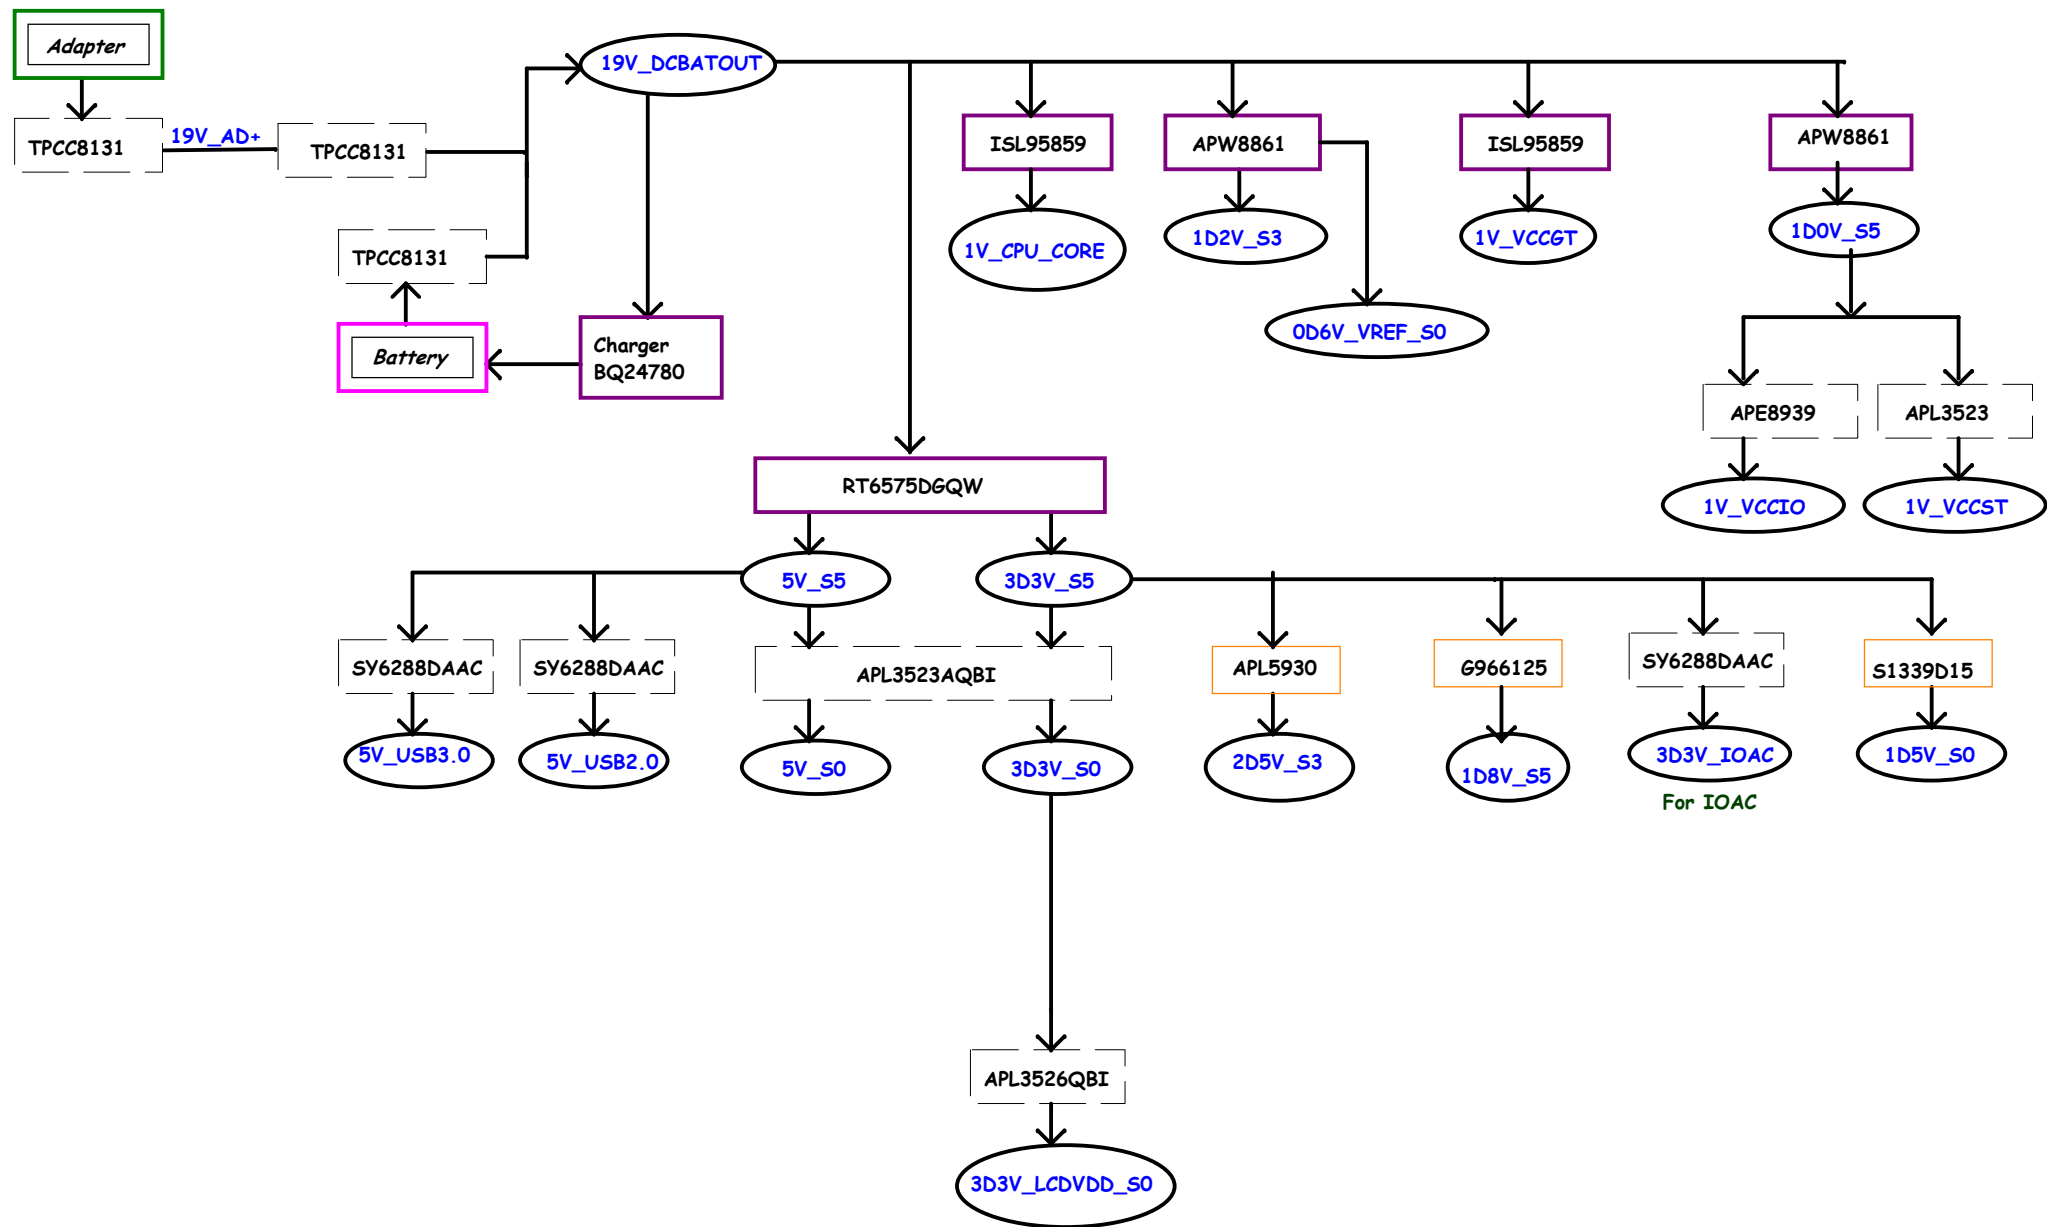 Adapter
19V_DCBATOUT
TPCC8131
19V_AD+
TPCC8131
ISL95859
APW8861
ISL95859
APW8861
TPCC8131
1V_CPU_CORE
1D2V_S3
1V_VCCGT
1D0V_S5
Battery
Charger
BQ24780
0D6V_VREF_S0
APE8939
APL3523
RT6575DGQW
1V_VCCIO
1V_VCCST
5V_S5
3D3V_S5
SY6288DAAC
SY6288DAAC
APL3523AQBI
APL5930
G966125
SY6288DAAC
S1339D15
5V_USB3.0
5V_USB2.0
5V_S0
3D3V_S0
2D5V_S3
1D8V_S5
3D3V_IOAC
1D5V_S0
For IOAC
APL3526QBI
3D3V_LCDVDD_S0